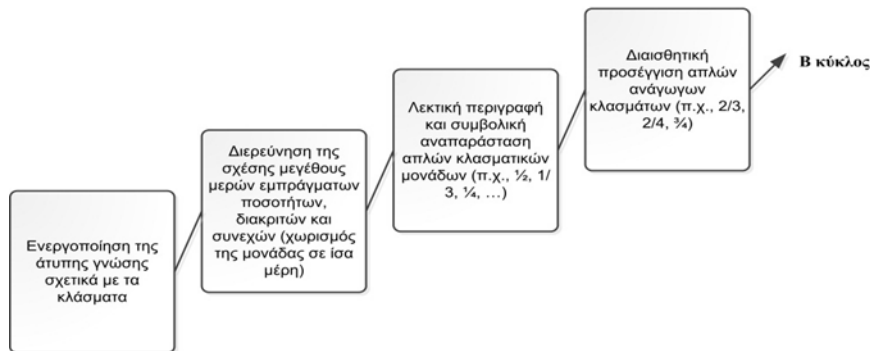 Ενεργοποίηση της
άτυπης γνώσης
σχετικά με τα
κλάσματα
Διερεύνηση της
σχέσης μεγέθους
μερών εμπράγματων
ποσοτήτων,
διακριτών και
συνεχών (χωρισμός
της μονάδας σε ίσα
μέρη)
Λεκτική περιγραφή
και συμβολική
αναπαράσταση
απλών κλασματικών
μονάδων (π.χ., ½, 1/
3, ¼, ...)
Διαισθητική
προσέγγιση απλών
ανάγωγων
κλασμάτων (π.χ., 2/3,
2/4, ¾)
Β κύκλος